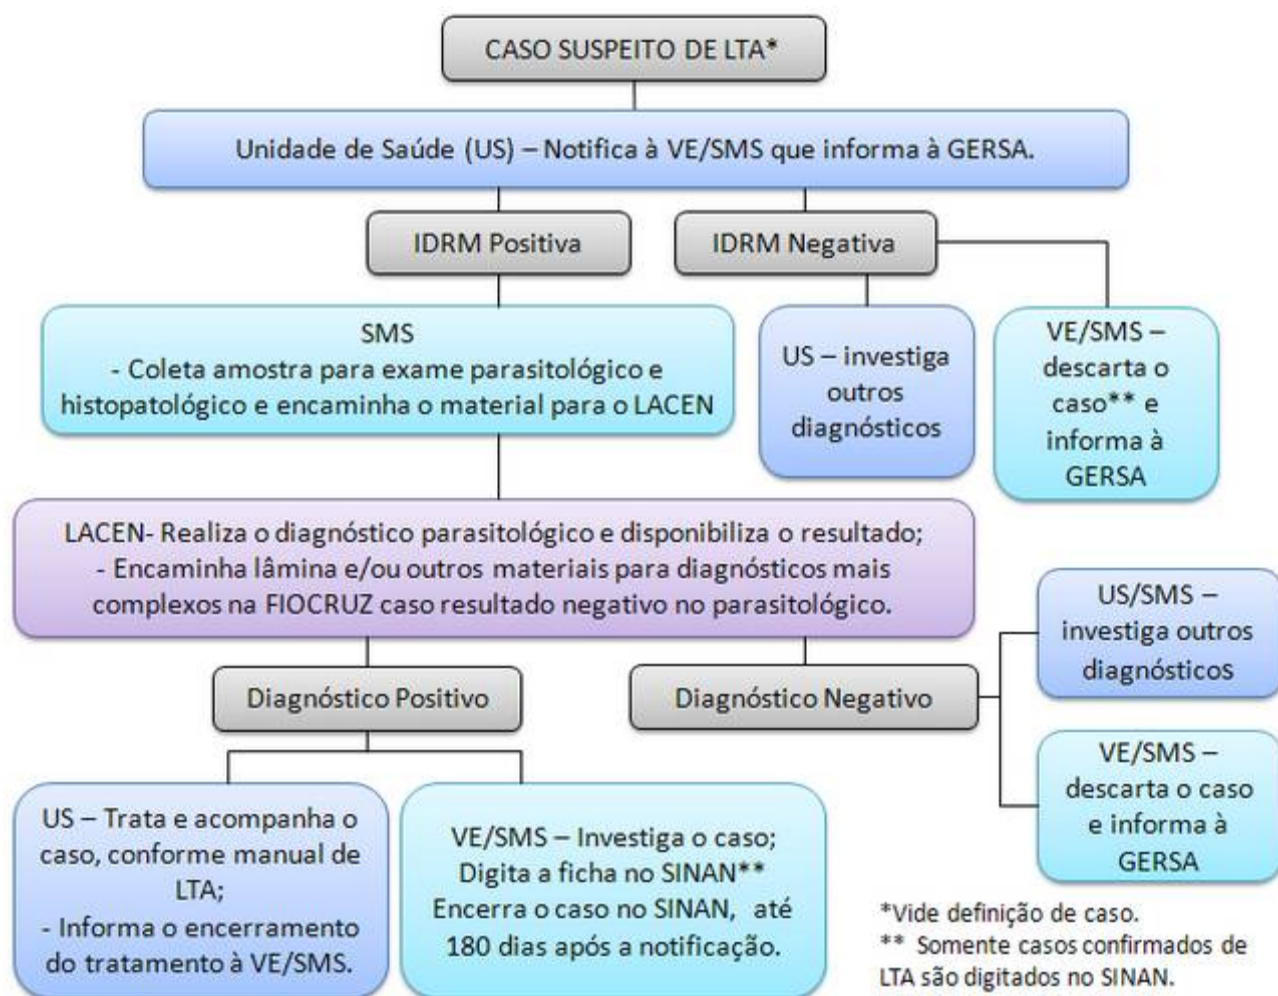 CASO SUSPEITO DE LTA*
Unidade de Saúde (US) – Notifica à VE/SMS que informa à GERSA.
IDRM Positiva
IDRM Negativa
SMS
- Coleta amostra para exame parasitológico e
histopatológico e encaminha o material para o LACEN
US – investiga
outros
diagnósticos
VE/SMS –
descarta o
caso** e
informa à
GERSA
LACEN- Realiza o diagnóstico parasitológico e disponibiliza o resultado;
- Encaminha lâmina e/ou outros materiais para diagnósticos mais
complexos na FIOCRUZ caso resultado negativo no parasitológico.
Diagnóstico Positivo
Diagnóstico Negativo
US/SMS –
investiga outros
diagnósticos
VE/SMS –
descarta o caso
e informa à
GERSA
US – Trata e acompanha o
caso, conforme manual de
LTA;
- Informa o encerramento
do tratamento à VE/SMS.
VE/SMS – Investiga o caso;
Digita a ficha no SINAN**
Encerra o caso no SINAN, até
180 dias após a notificação.
*Vide definição de caso.
** Somente casos confirmados de
LTA são digitados no SINAN.